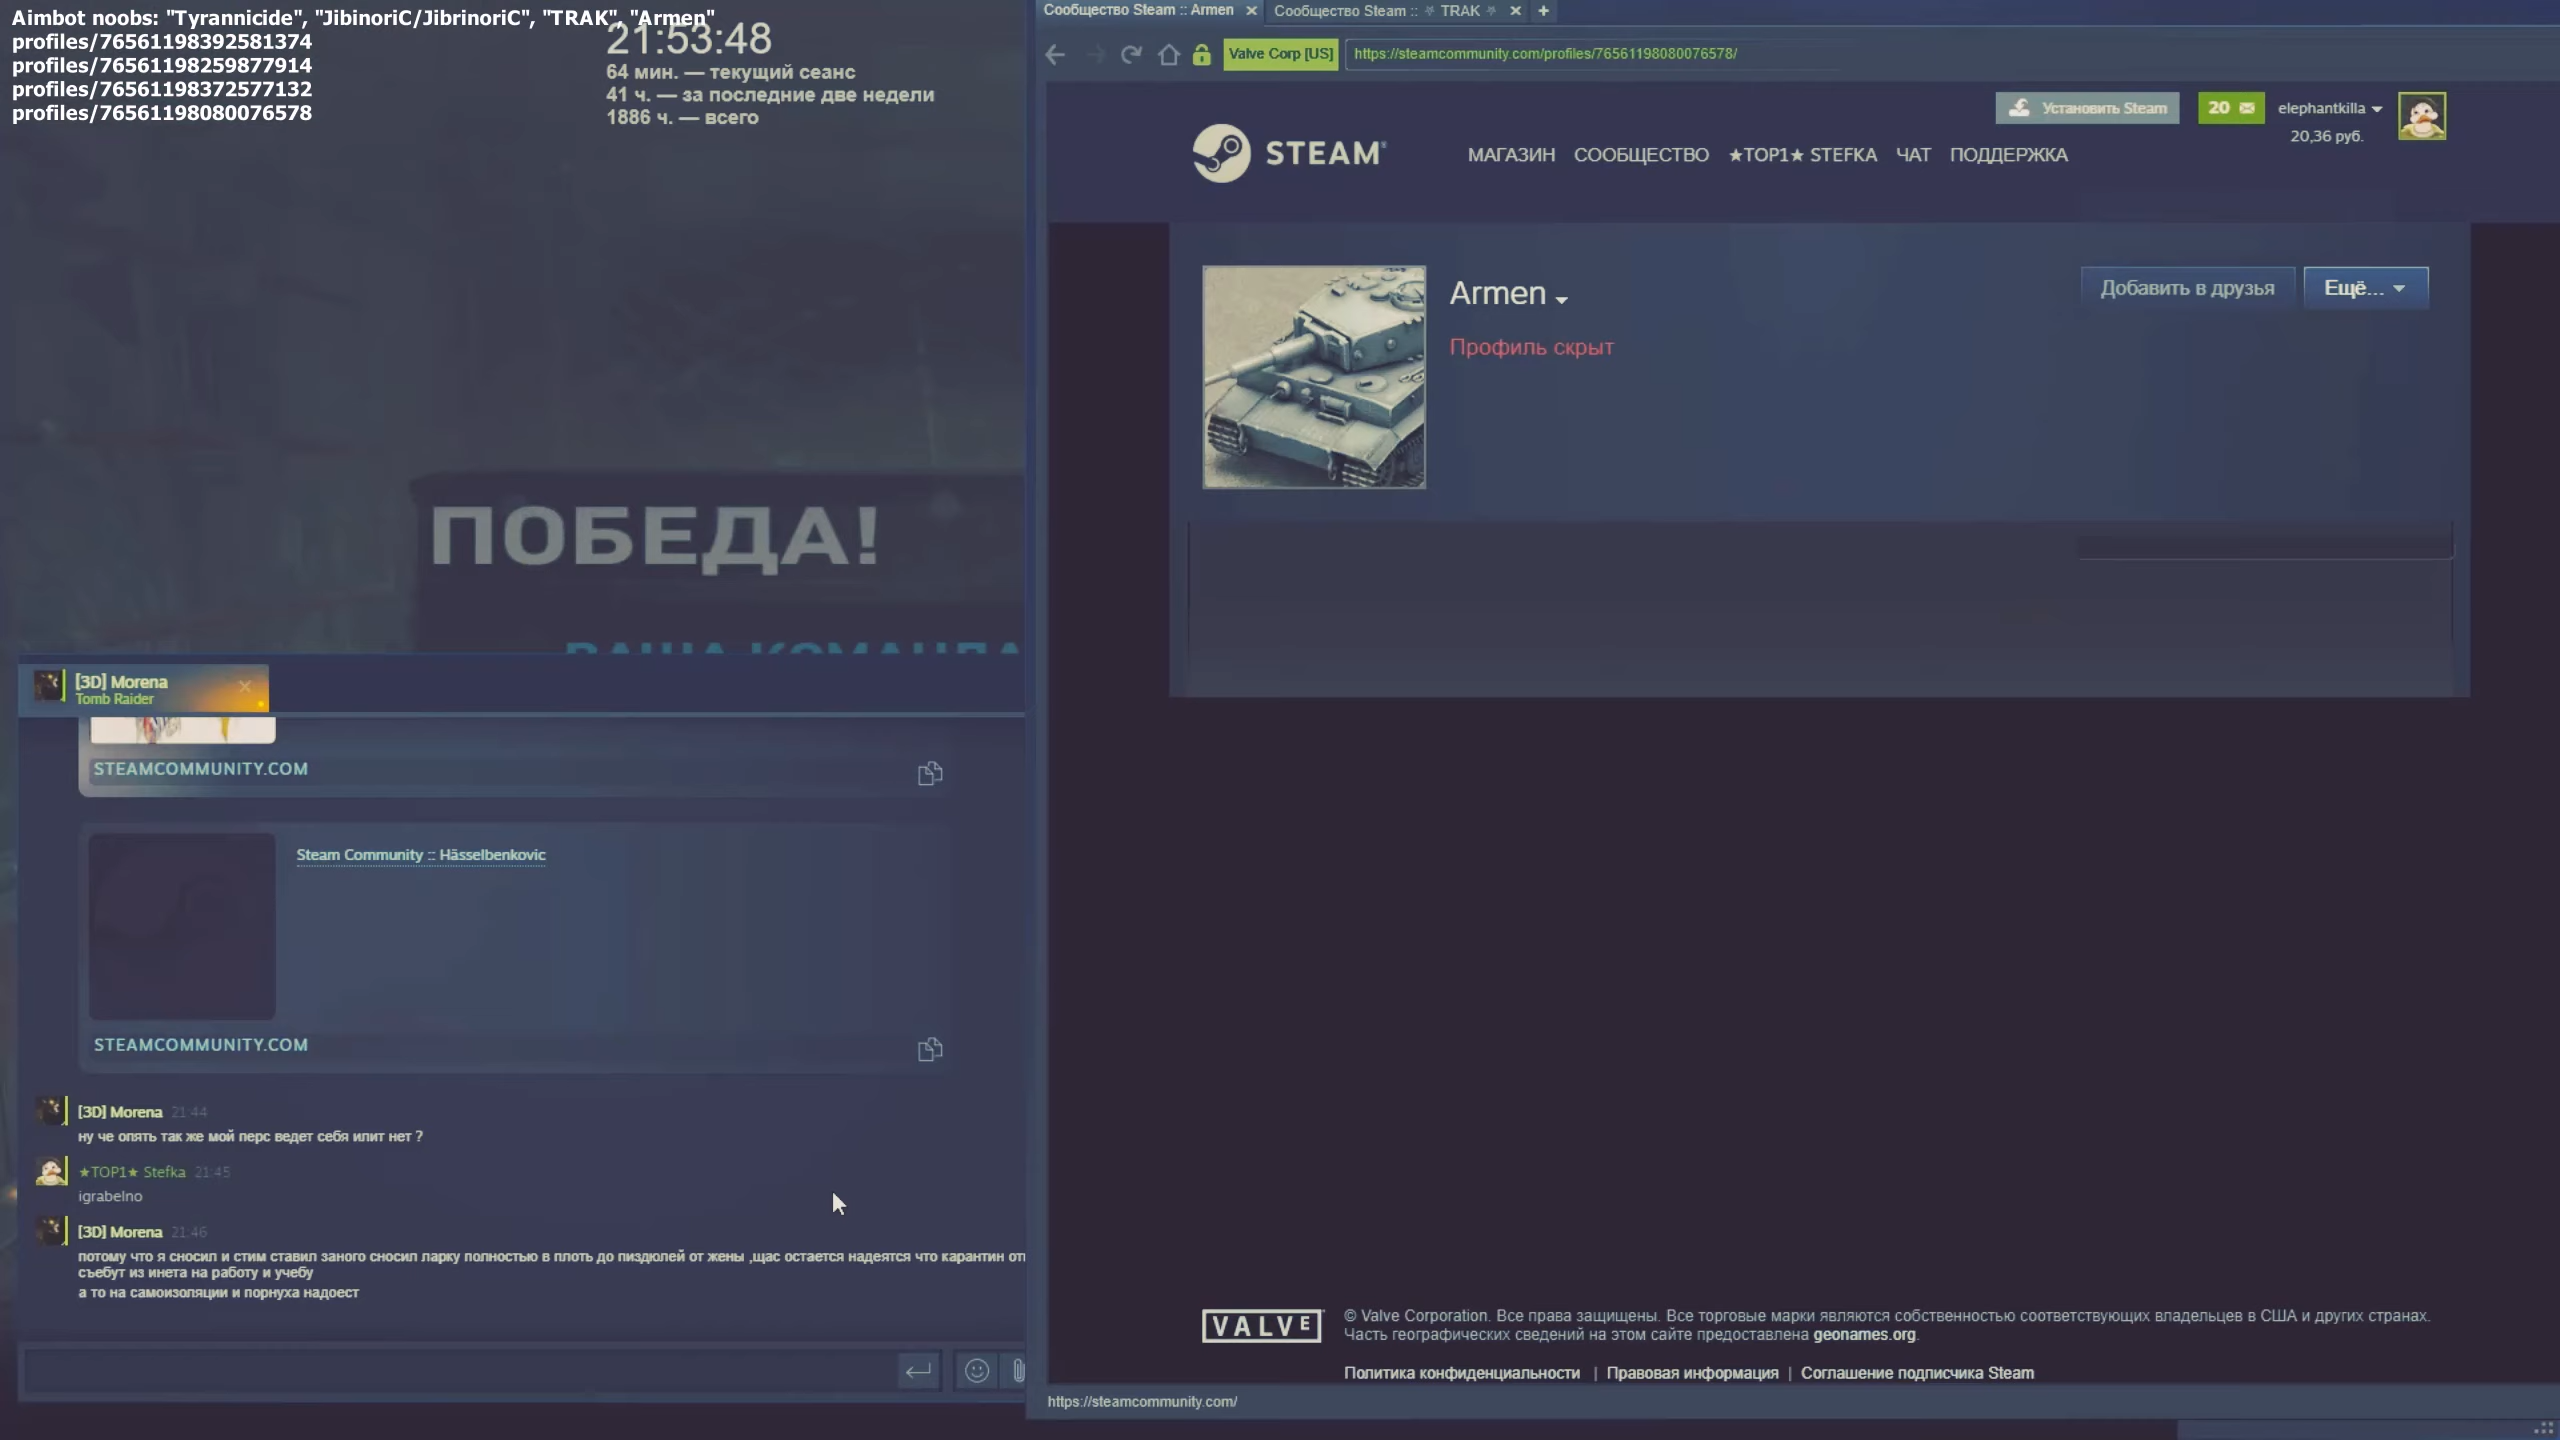 Aimbot noobs: "Tyrannicide", "JibinoriC/JibrinoriC", "TRAK", "Armen"
profiles/76561198392581374
profiles/76561198259877914
profiles/76561198372577132
profiles/76561198080076578
21:53:48
64 мин. — текущий сеанс
41 ч. — за последние две недели
1886 ч. — всего
ПОБЕДА!
ВАША КОМАНДА
[3D] Morena
Tomb Raider
STEAMCOMMUNITY.COM
Steam Community :: Hässelbenkovic
STEAMCOMMUNITY.COM
[3D] Morena 21:44
ну че опять так же мой перс ведет себя илит нет ?
★TOP1★ Stefka 21:45
igrabelno
[3D] Morena 21:46
потому что я сносил и стим ставил заного сносил ларку полностью в плоть до пиздюлей от жены ,щас остается надеятся что карантин
съебут из инета на работу и учебу
а то на самоизоляции и порнуха надоест
Сообщество Steam :: Armen
Сообщество Steam :: TRAK
Valve Corp [US] https://steamcommunity.com/profiles/76561198080076578/
Установить Steam 20 elephantkilla
20,36 руб.
STEAM® МАГАЗИН СООБЩЕСТВО ★TOP1★ STEFKA ЧАТ ПОДДЕРЖКА
Armen
Добавить в друзья Ещё...
Профиль скрыт
VALVE
© Valve Corporation. Все права защищены. Все торговые марки являются собственностью соответствующих владельцев в США и других странах.
Часть географических сведений на этом сайте предоставлена geonames.org.
Политика конфиденциальности | Правовая информация | Соглашение подписчика Steam
https://steamcommunity.com/